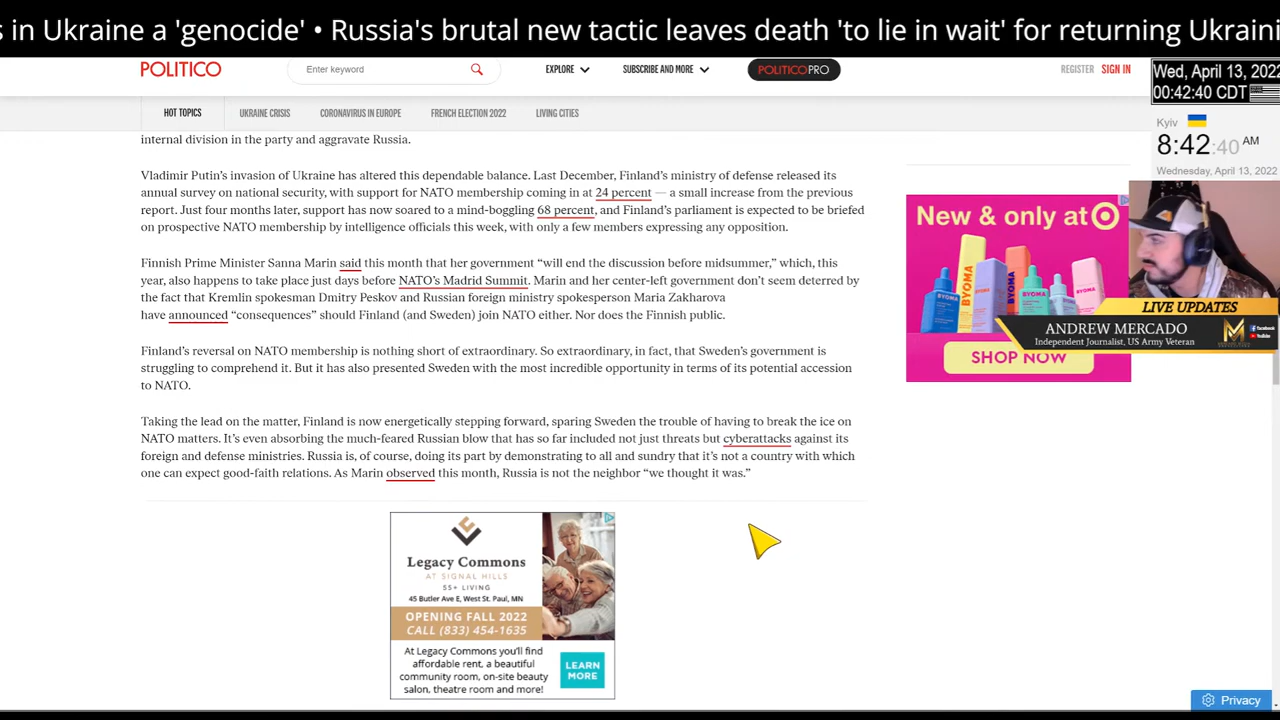 s in Ukraine a 'genocide' • Russia's brutal new tactic leaves death 'to lie in wait' for returning Ukraini
POLITICO
Enter keyword
EXPLORE
SUBSCRIBE AND MORE
POLITICOPRO
REGISTER
SIGN IN
Wed, April 13, 2022
00:42:40 CDT
HOT TOPICS
UKRAINE CRISIS
CORONAVIRUS IN EUROPE
FRENCH ELECTION 2022
LIVING CITIES
Kyiv
8:42:40 AM
Wednesday, April 13, 2022
internal division in the party and aggravate Russia.
Vladimir Putin's invasion of Ukraine has altered this dependable balance. Last December, Finland's ministry of defense released its
annual survey on national security, with support for NATO membership coming in at 24 percent — a small increase from the previous
report. Just four months later, support has now soared to a mind-boggling 68 percent, and Finland's parliament is expected to be briefed
on prospective NATO membership by intelligence officials this week, with only a few members expressing any opposition.
Finnish Prime Minister Sanna Marin said this month that her government “will end the discussion before midsummer,” which, this
year, also happens to take place just days before NATO's Madrid Summit. Marin and her center-left government don't seem deterred by
the fact that Kremlin spokesman Dmitry Peskov and Russian foreign ministry spokesperson Maria Zakharova
have announced “consequences” should Finland (and Sweden) join NATO either. Nor does the Finnish public.
Finland's reversal on NATO membership is nothing short of extraordinary. So extraordinary, in fact, that Sweden's government is
struggling to comprehend it. But it has also presented Sweden with the most incredible opportunity in terms of its potential accession
to NATO.
Taking the lead on the matter, Finland is now energetically stepping forward, sparing Sweden the trouble of having to break the ice on
NATO matters. It's even absorbing the much-feared Russian blow that has so far included not just threats but cyberattacks against its
foreign and defense ministries. Russia is, of course, doing its part by demonstrating to all and sundry that it's not a country with which
one can expect good-faith relations. As Marin observed this month, Russia is not the neighbor “we thought it was.”
New & only at
BYOMA
BYOMA
BYOMA
SHOP NOW
LIVE UPDATES
ANDREW MERCADO
Independent Journalist, US Army Veteran
Legacy Commons
AT SIGNAL HILLS
55+ LIVING
45 Butler Ave E, West St. Paul, MN
OPENING FALL 2022
CALL (833) 454-1635
At Legacy Commons you'll find
affordable rent, a beautiful
community room, on-site beauty
salon, theatre room and more!
LEARN
MORE
Privacy